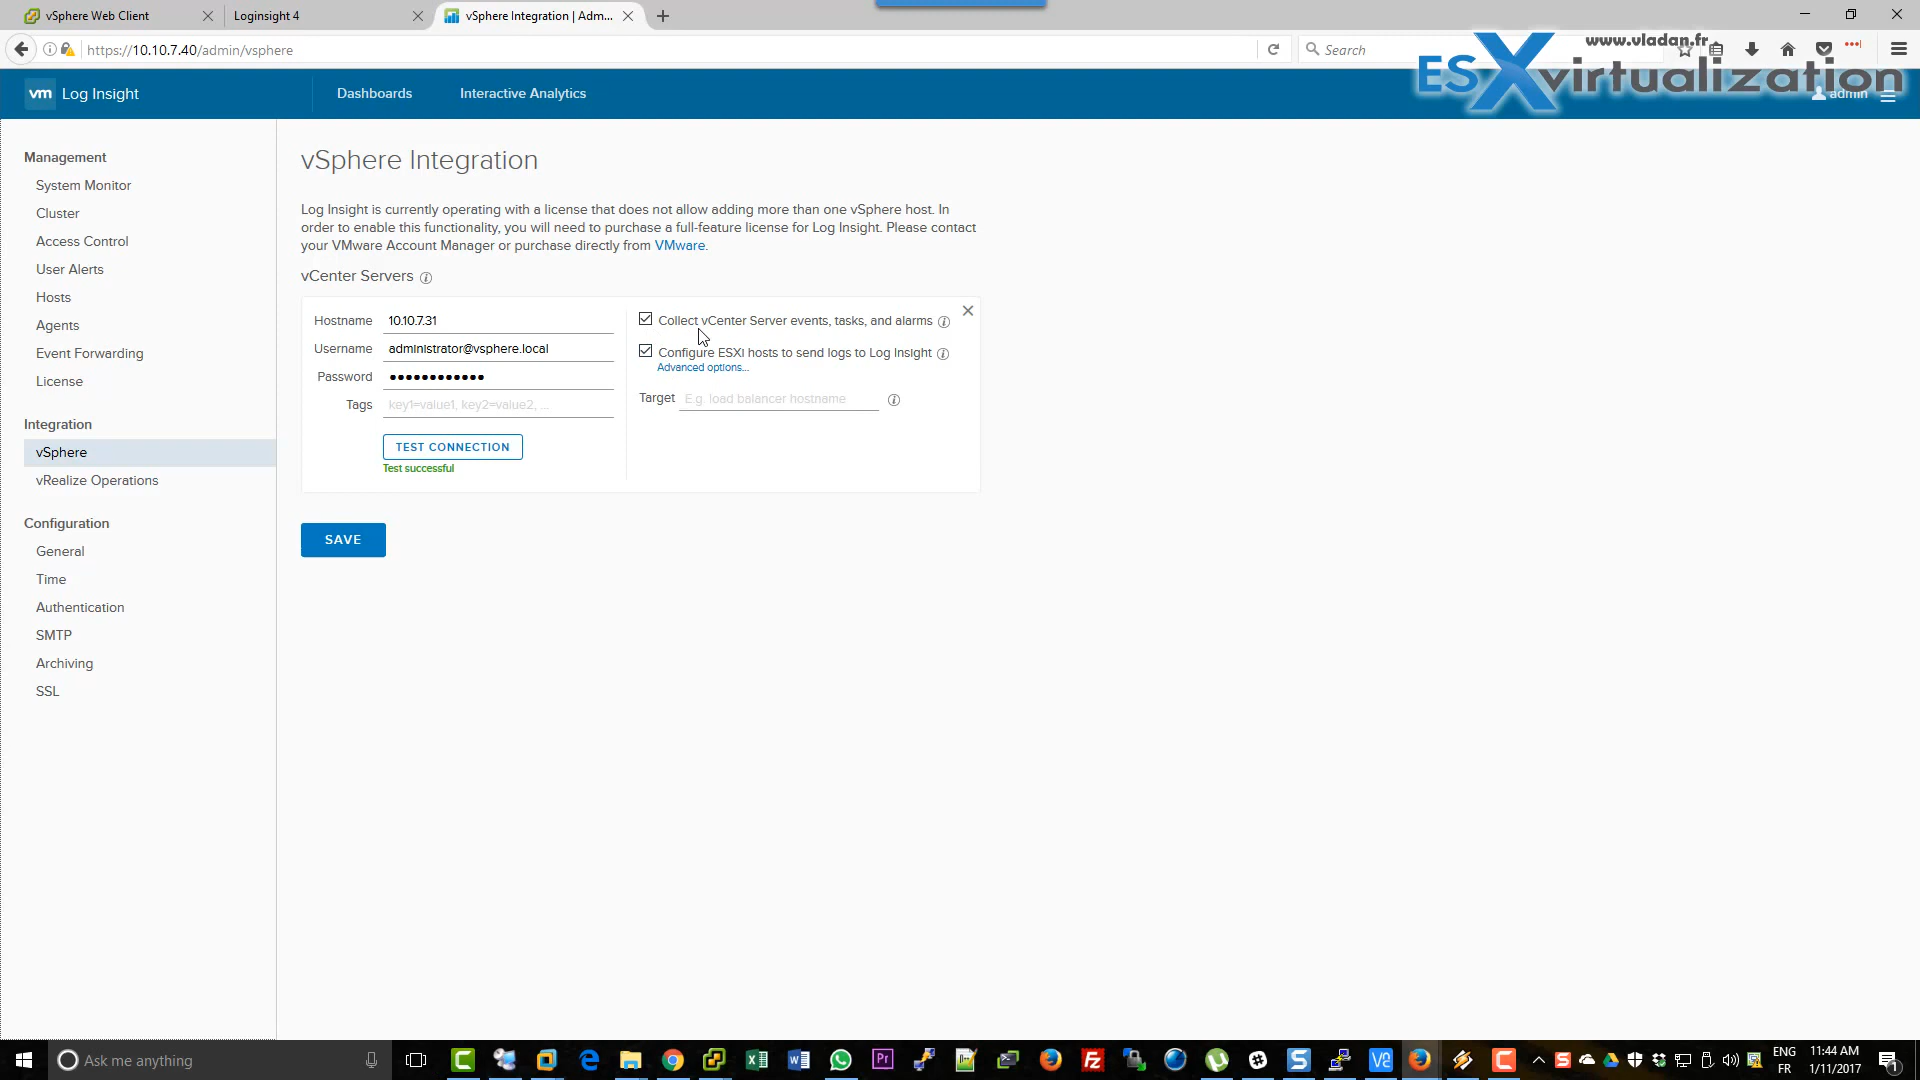 vSphere Web Client
Loginsight 4
vSphere Integration | Adm...
https://10.10.7.40/admin/vsphere
Search
www.vladan.fr
ESXvirtualization
vm Log Insight
Dashboards
Interactive Analytics
admin
Management
System Monitor
Cluster
Access Control
User Alerts
Hosts
Agents
Event Forwarding
License
Integration
vSphere
vRealize Operations
Configuration
General
Time
Authentication
SMTP
Archiving
SSL
vSphere Integration
Log Insight is currently operating with a license that does not allow adding more than one vSphere host. In
order to enable this functionality, you will need to purchase a full-feature license for Log Insight. Please contact
your VMware Account Manager or purchase directly from VMware.
vCenter Servers
Hostname 10.10.7.31
Username administrator@vsphere.local
Password ●●●●●●●●●●●●
Tags key1=value1, key2=value2, ...
TEST CONNECTION
Test successful
Collect vCenter Server events, tasks, and alarms
Configure ESXi hosts to send logs to Log Insight
Advanced options...
Target E.g. load balancer hostname
SAVE
Ask me anything
ENG
FR
11:44 AM
1/11/2017